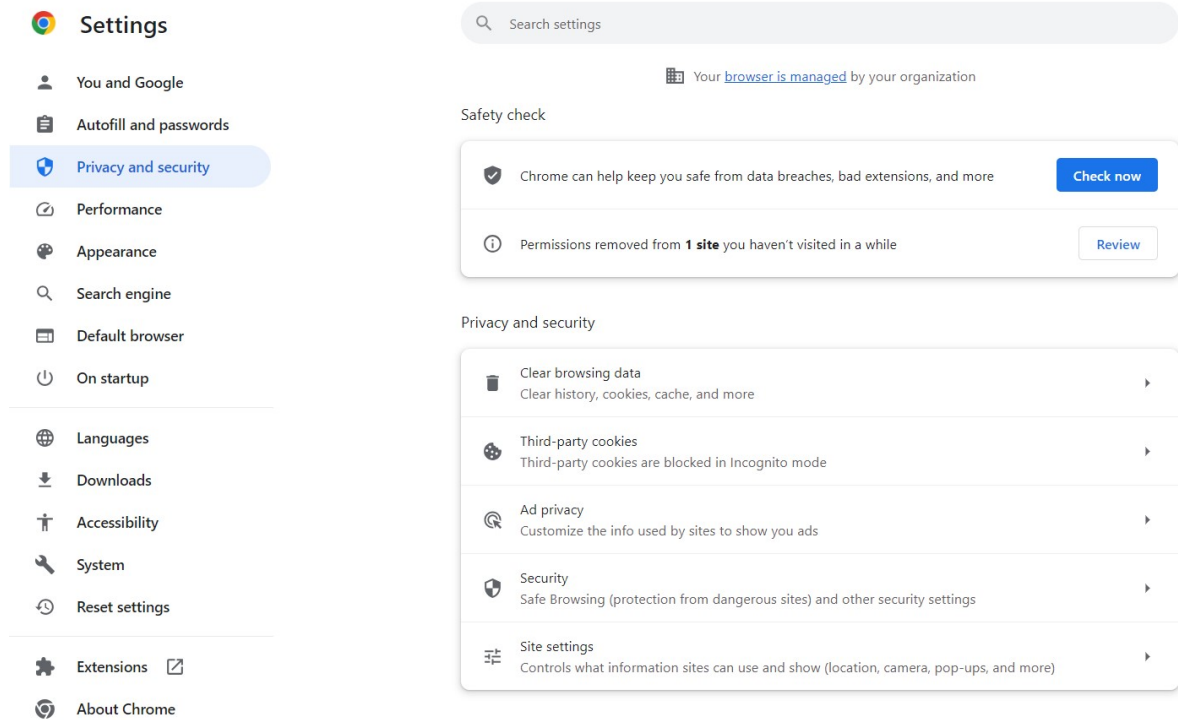 Settings
You and Google
Autofill and passwords
Privacy and security
Performance
Appearance
Search engine
Default browser
On startup
Languages
Downloads
Accessibility
System
Reset settings
Extensions
About Chrome
Search settings
Your browser is managed by your organization
Safety check
Chrome can help keep you safe from data breaches, bad extensions, and more
Check now
Permissions removed from 1 site you haven't visited in a while
Review
Privacy and security
Clear browsing data
Clear history, cookies, cache, and more
Third-party cookies
Third-party cookies are blocked in Incognito mode
Ad privacy
Customize the info used by sites to show you ads
Security
Safe Browsing (protection from dangerous sites) and other security settings
Site settings
Controls what information sites can use and show (location, camera, pop-ups, and more)